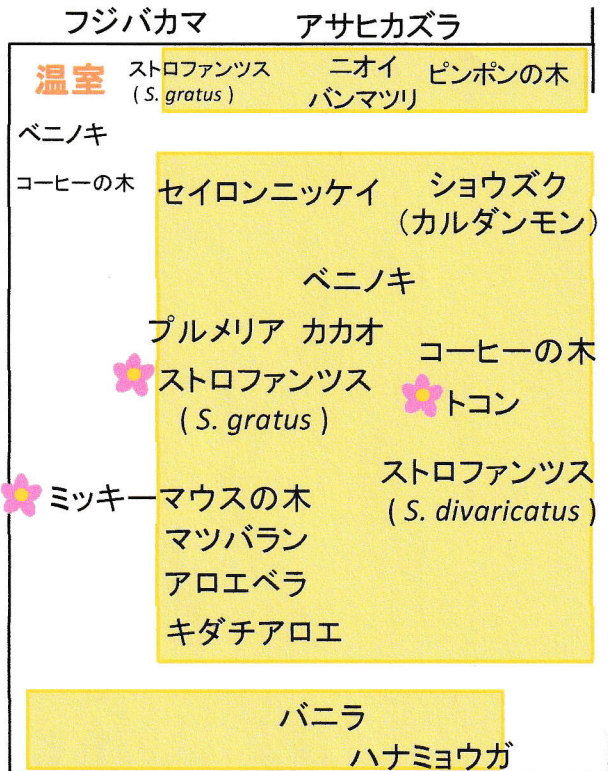 フジバカマ アサヒカズラ
温室
ストロファンツス
( S. gratus )
ニオイ
バンマツリ
ピンポンの木
ベニノキ
コーヒーの木
セイロンニッケイ
ショウズク
(カルダンモン)
ベニノキ
プルメリア カカオ
コーヒーの木
ストロファンツス
( S. gratus )
トコン
ストロファンツス
( S. divaricatus )
ミッキーマウスの木
マツバラン
アロエベラ
キダチアロエ
バニラ
ハナミョウガ